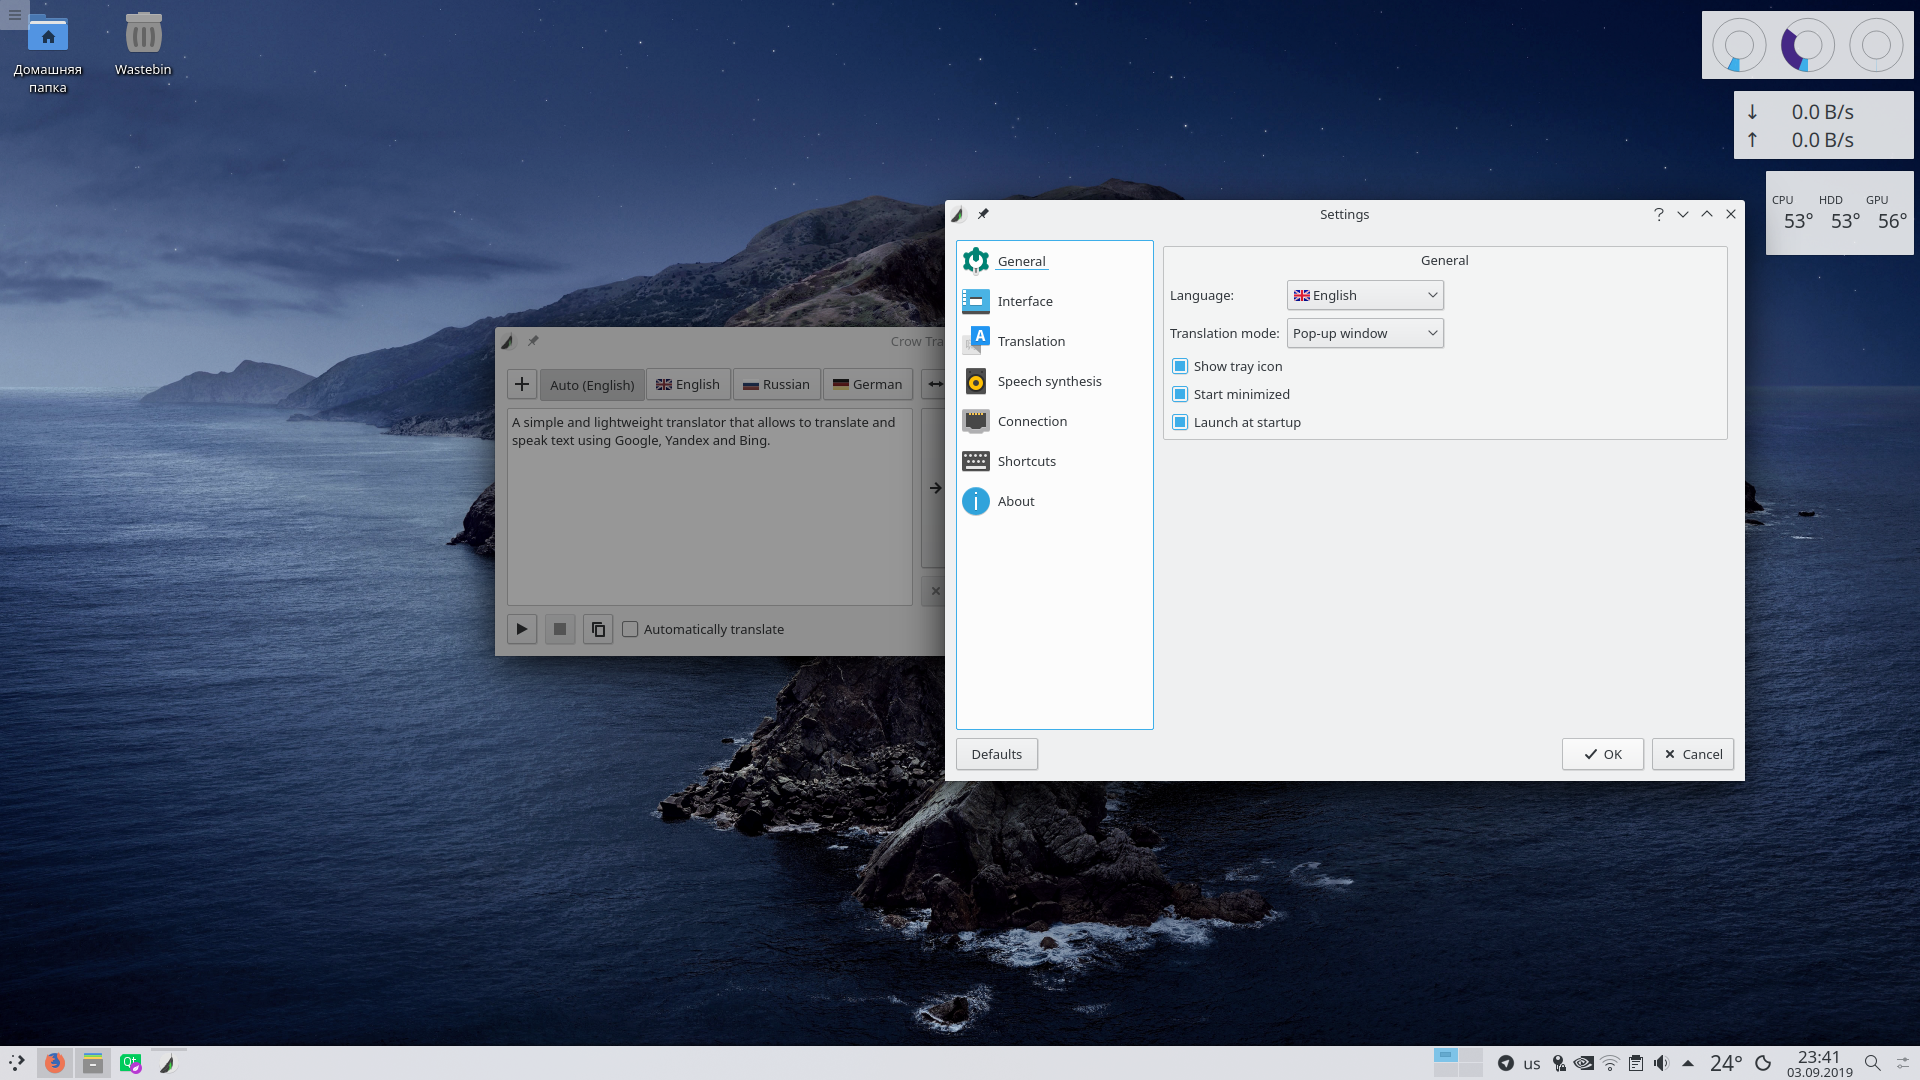 Домашняя
папка
Wastebin
↓ 0.0 B/s
↑ 0.0 B/s
CPU HDD GPU
53° 53° 56°
Settings
General
Interface
Translation
Speech synthesis
Connection
Shortcuts
About
General
Language: English
Translation mode: Pop-up window
Show tray icon
Start minimized
Launch at startup
Defaults
OK
Cancel
Crow Tra
Auto (English) English Russian German
A simple and lightweight translator that allows to translate and
speak text using Google, Yandex and Bing.
Automatically translate
us
24°
23:41
03.09.2019